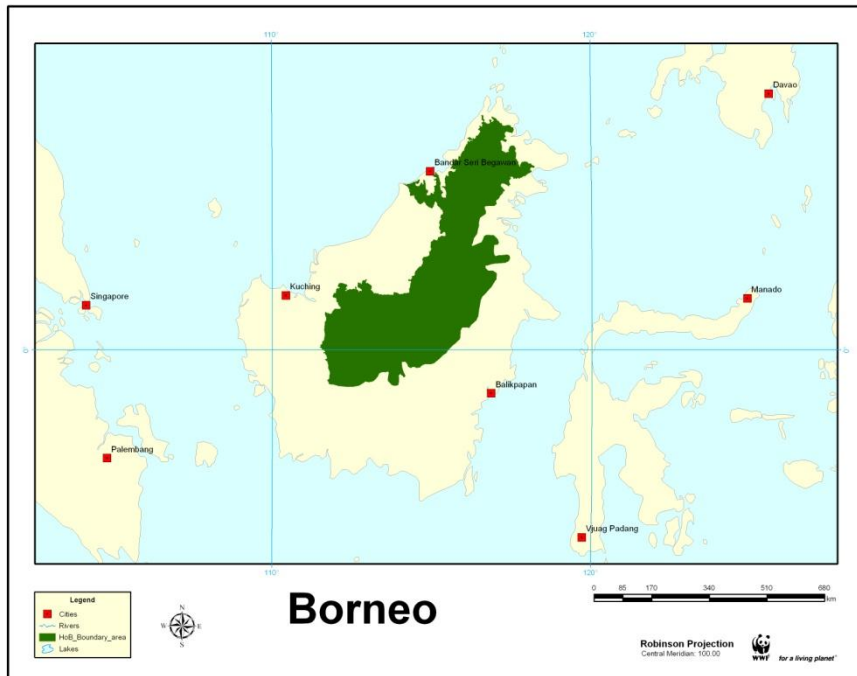 110°
120°
Davao
Bandar Seri Begawan
Kuching
Singapore
Manado
0°
0°
Balikpapan
Palembang
Vjuag Padang
110°
120°
Legend
Cities
Rivers
HoB_Boundary_area
Lakes
N
W
E
S
Borneo
0 85 170 340 510 680
km
Robinson Projection
Central Meridian: 100.00
WWF
for a living planet®